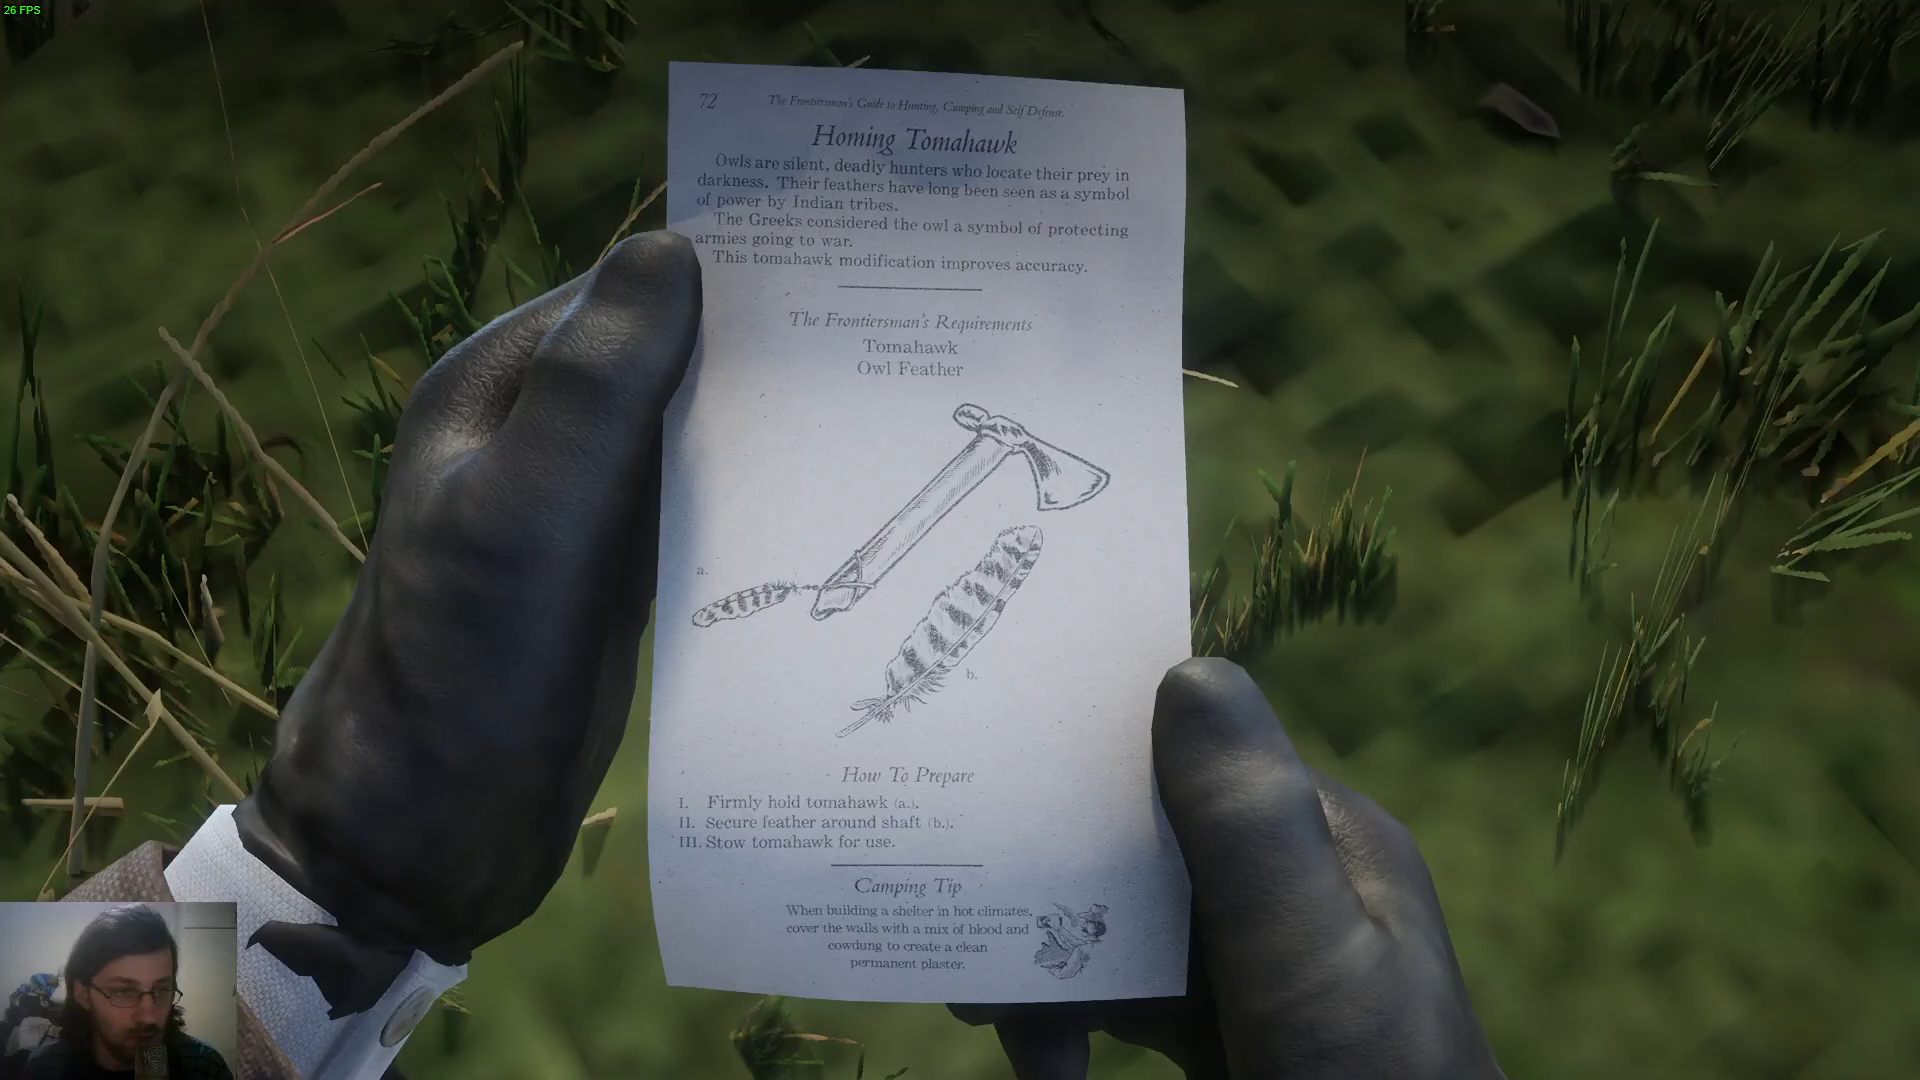 26 FPS
72 The Frontiersman's Guide to Hunting, Camping and Self Defense.
Homing Tomahawk
Owls are silent, deadly hunters who locate their prey in
darkness. Their feathers have long been seen as a symbol
of power by Indian tribes.
The Greeks considered the owl a symbol of protecting
armies going to war.
This tomahawk modification improves accuracy.
The Frontiersman's Requirements
Tomahawk
Owl Feather
a.
b.
How To Prepare
I. Firmly hold tomahawk (a.).
II. Secure feather around shaft (b.).
III. Stow tomahawk for use.
Camping Tip
When building a shelter in hot climates,
cover the walls with a mix of blood and
cowdung to create a clean
permanent plaster.